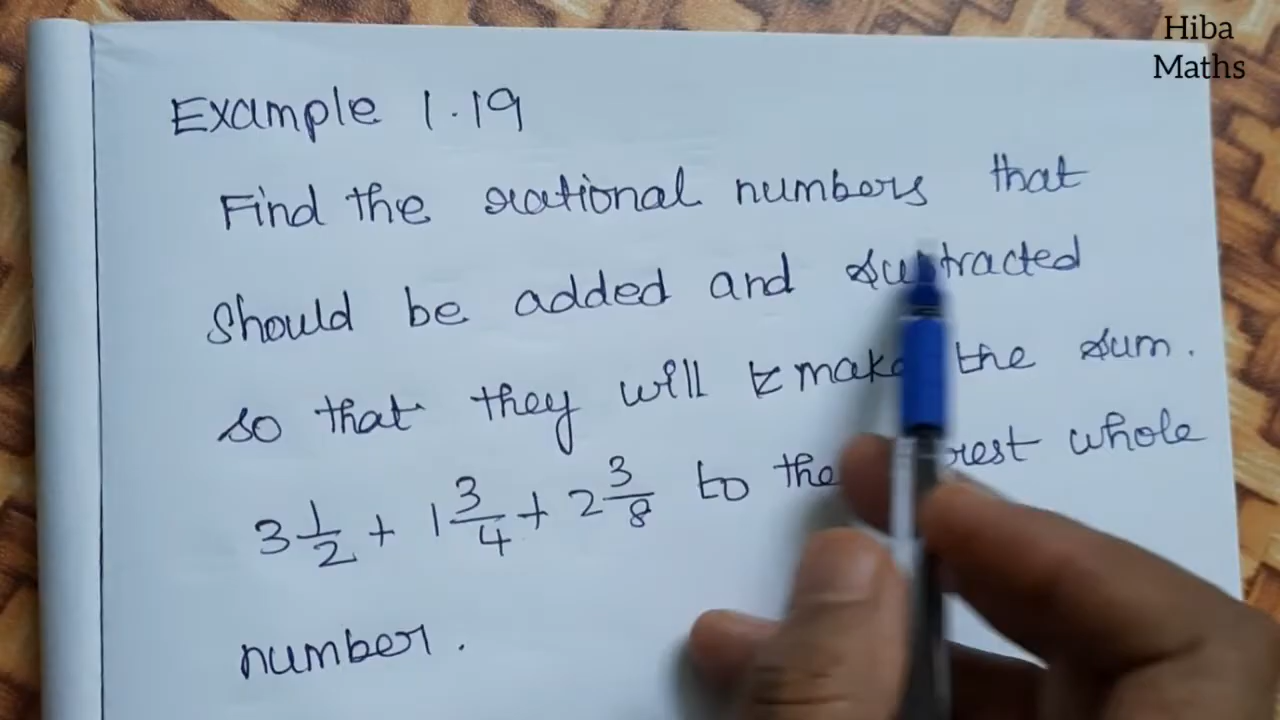 Hiba
Maths
Example 1.19
Find the rational numbers that
should be added and subtracted
so that they will make the sum.
3 1/2 + 1 3/4 + 2 3/8 to the whole
number.